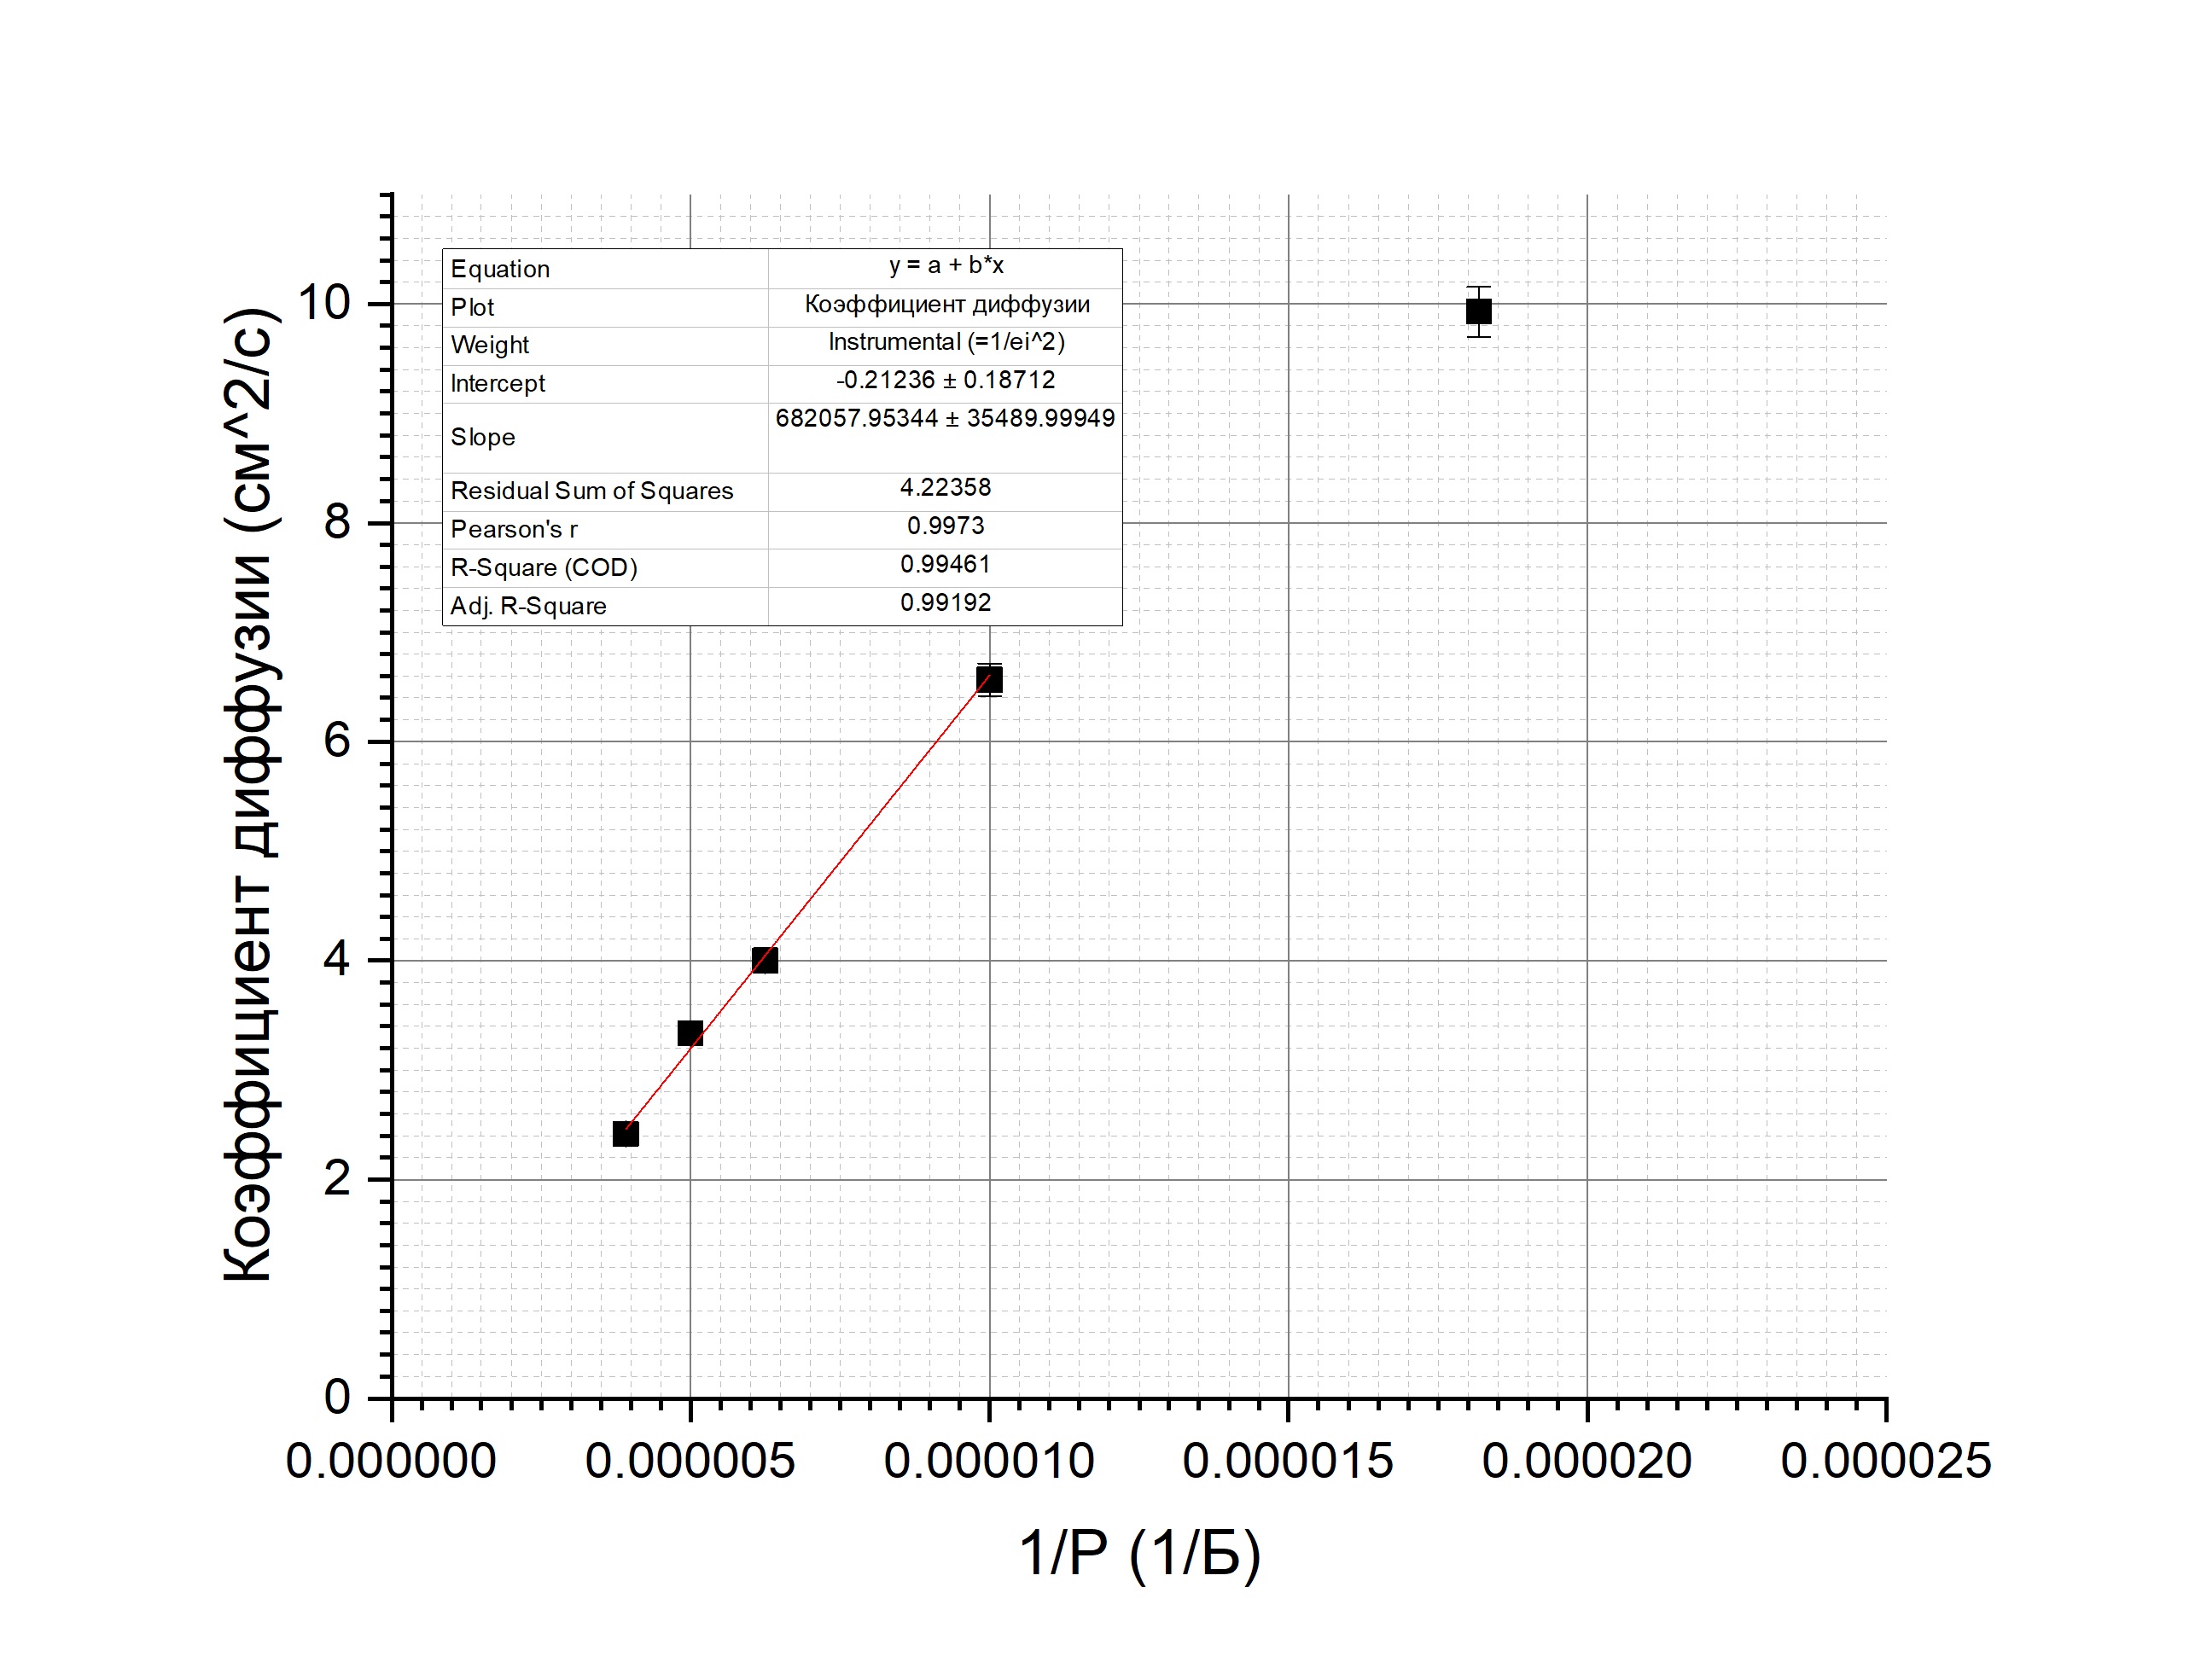 Equation y = a + b*x
Plot Коэффициент диффузии
Weight Instrumental (=1/ei^2)
Intercept -0.21236 ± 0.18712
Slope 682057.95344 ± 35489.99949
Residual Sum of Squares 4.22358
Pearson's r 0.9973
R-Square (COD) 0.99461
Adj. R-Square 0.99192
Коэффициент диффузии (см^2/с)
10
8
6
4
2
0
0.000000 0.000005 0.000010 0.000015 0.000020 0.000025
1/P (1/Б)